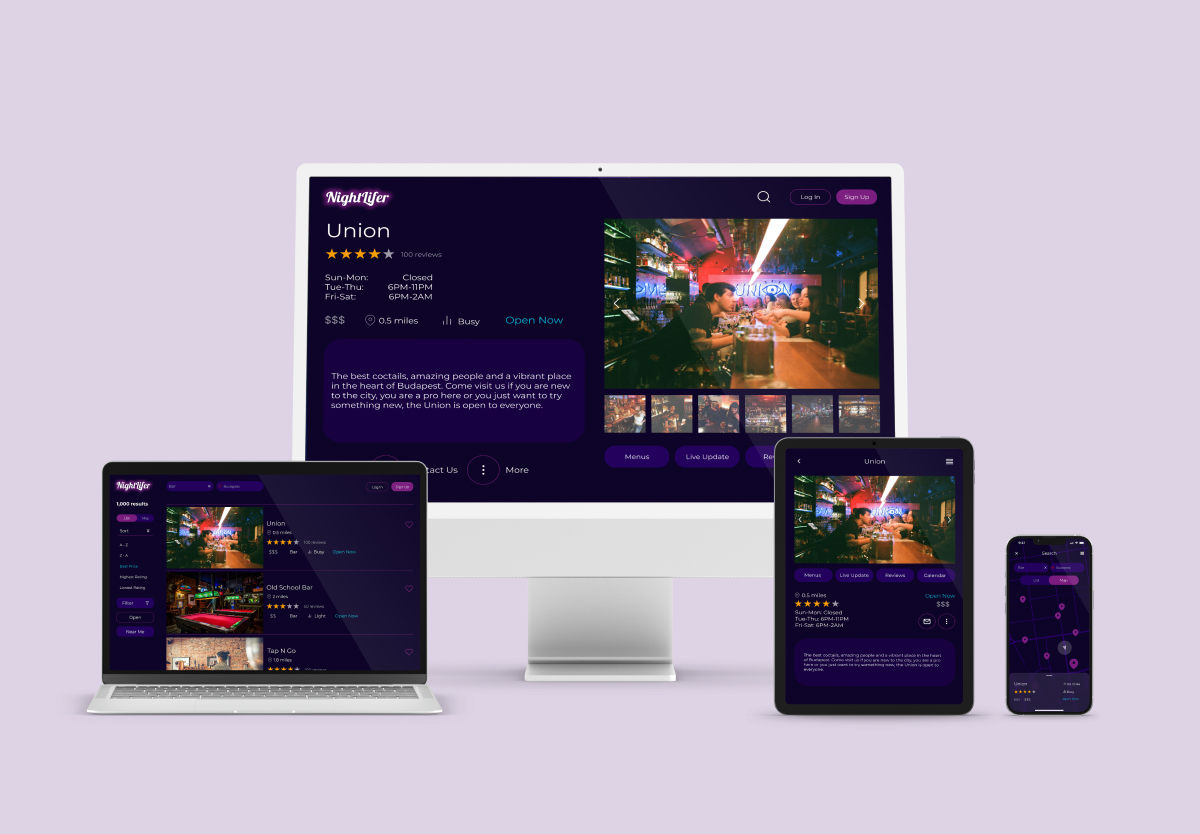 NightLifer
Log In
Sign Up
Union
100 reviews
Sun-Mon: Closed
Tue-Thu: 6PM-11PM
Fri-Sat: 6PM-2AM
$$$ 0.5 miles Busy Open Now
UNION
The best coctails, amazing people and a vibrant place
in the heart of Budapest. Come visit us if you are new
to the city, you are a pro here or you just want to try
something new, the Union is open to everyone.
Menus Live Update Rev
tact Us More
NightLifer
Bar Budapest Log In Sign Up
1,000 results
List Map
Sort
A - Z
Z - A
Best Price
Highest Rating
Lowest Rating
Filter
Open
Near Me
Union
0.5 miles
100 reviews
$$$ Bar Busy Open Now
Old School Bar
2 miles
$$ Bar Light Open Now
Tap N Go
1.8 miles
Union
UNION
Menus Live Update Reviews Calendar
0.5 miles Open Now
$$$
Sun-Mon: Closed
Tue-Thu: 6PM-11PM
Fri-Sat: 6PM-2AM
The best coctails, amazing people and a vibrant place in the heart
of Budapest. Come visit us if you are new to the city, you are a pro
here or you just want to try something new, the Union is open to
everyone.
9:41
Search
Bar Budapest
List Map
Union
Busy
$$$